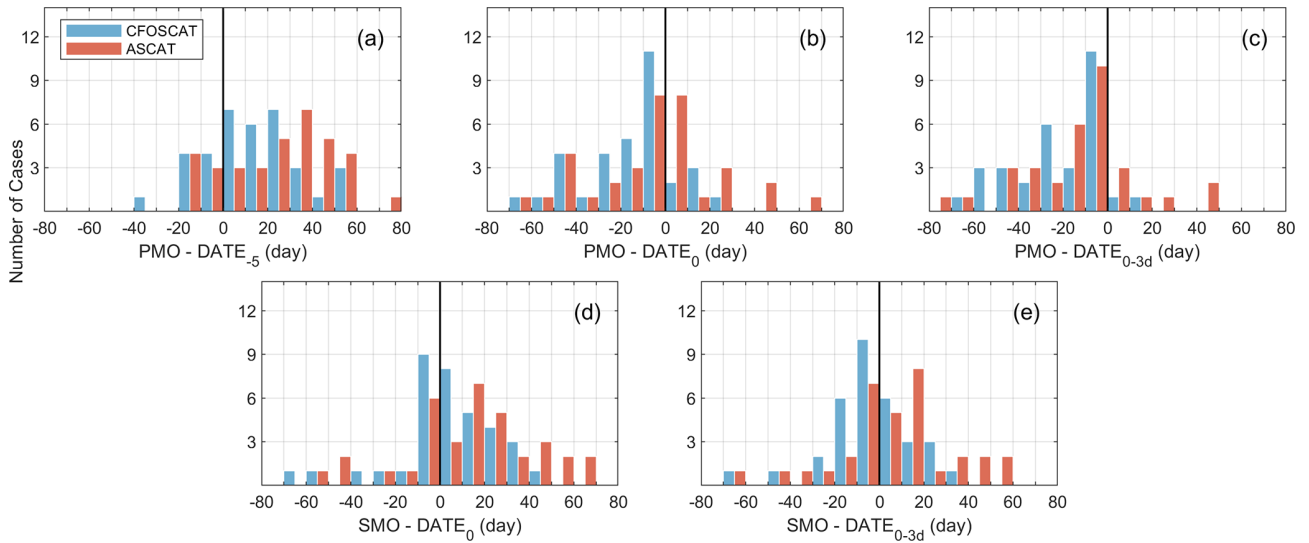 CFOSCAT
ASCAT
(a)
(b)
(c)
12
9
6
3
12
9
6
3
12
9
6
3
-80 -60 -40 -20 0 20 40 60 80
-80 -60 -40 -20 0 20 40 60 80
-80 -60 -40 -20 0 20 40 60 80
PMO - DATE-5 (day)
PMO - DATE0 (day)
PMO - DATE0-3d (day)
Number of Cases
(d)
(e)
12
9
6
3
12
9
6
3
-80 -60 -40 -20 0 20 40 60 80
-80 -60 -40 -20 0 20 40 60 80
SMO - DATE0 (day)
SMO - DATE0-3d (day)